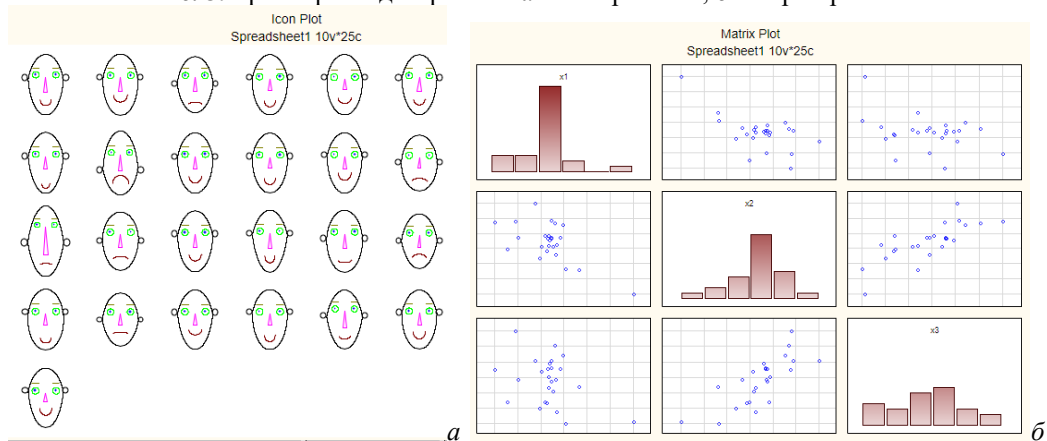 Icon Plot
Spreadsheet1 10v*25c
а
Matrix Plot
Spreadsheet1 10v*25c
x1
x2
x3
б